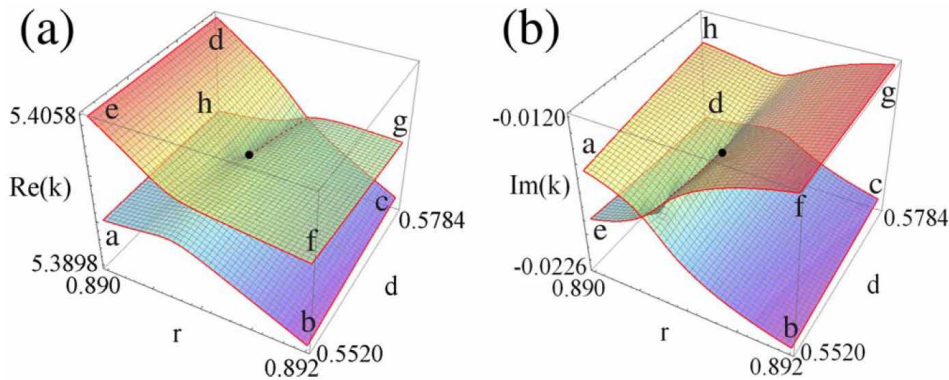 (a)
d
e
h
5.4058
g
Re(k)
c
a
f
0.5784
5.3898
0.890
d
b
r
0.5520
0.892
(b)
h
-0.0120
d
g
a
Im(k)
c
f
e
0.5784
-0.0226
0.890
d
b
r
0.5520
0.892